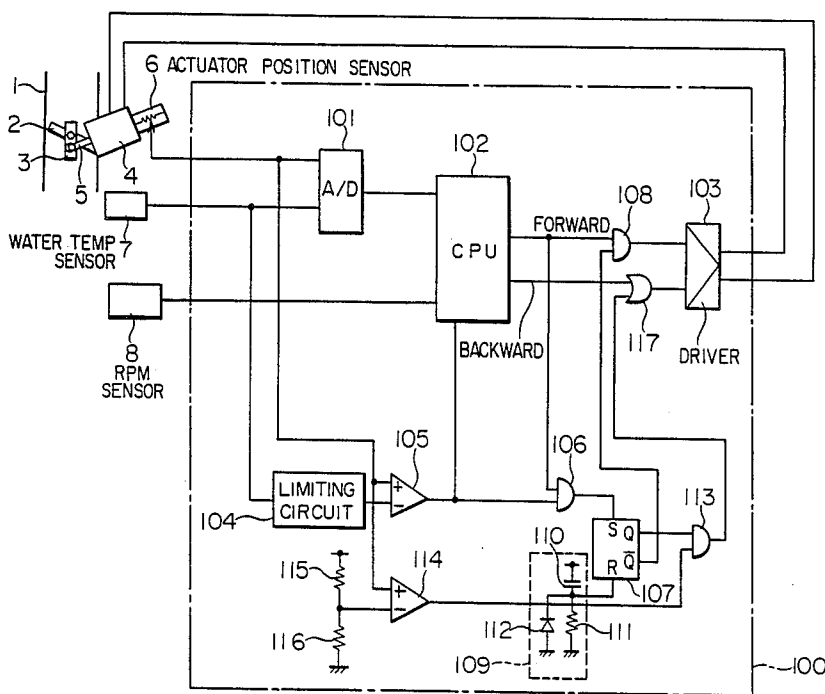 6 ACTUATOR POSITION SENSOR
1
2
3
5
4
101
A/D
102
CPU
FORWARD
108
103
7
WATER TEMP
SENSOR
8
RPM
SENSOR
BACKWARD
117
DRIVER
105
106
104
LIMITING
CIRCUIT
+
−
S Q
R Q̅
107
113
110
115
116
+
−
114
112
111
109
100